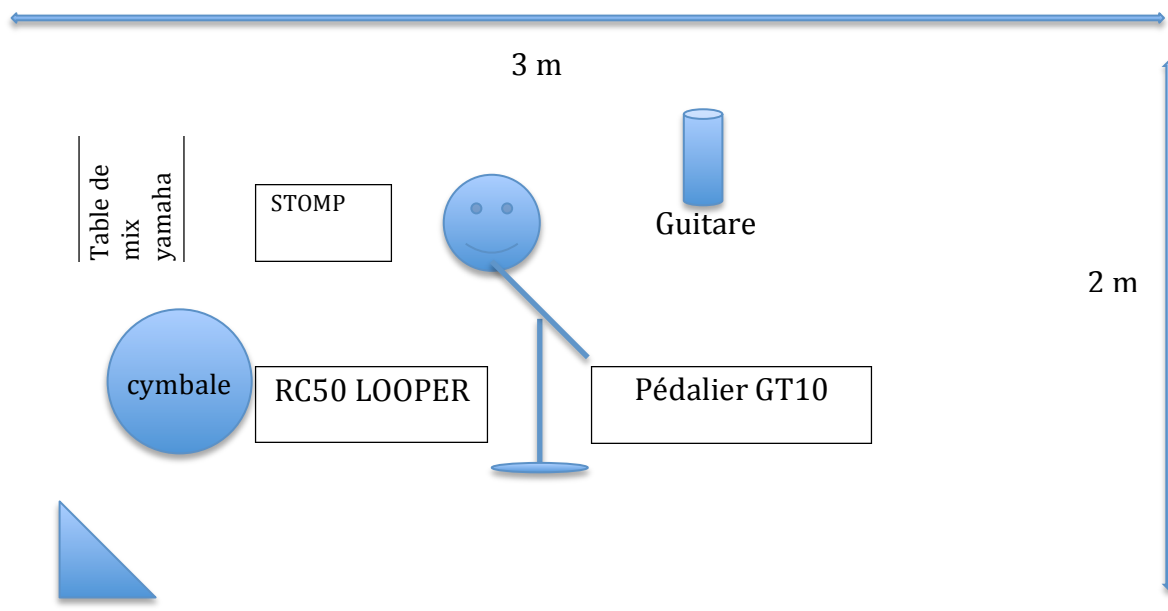 3 m
Table de
mix
yamaha
STOMP
Guitare
2 m
cymbale
RC50 LOOPER
Pédalier GT10